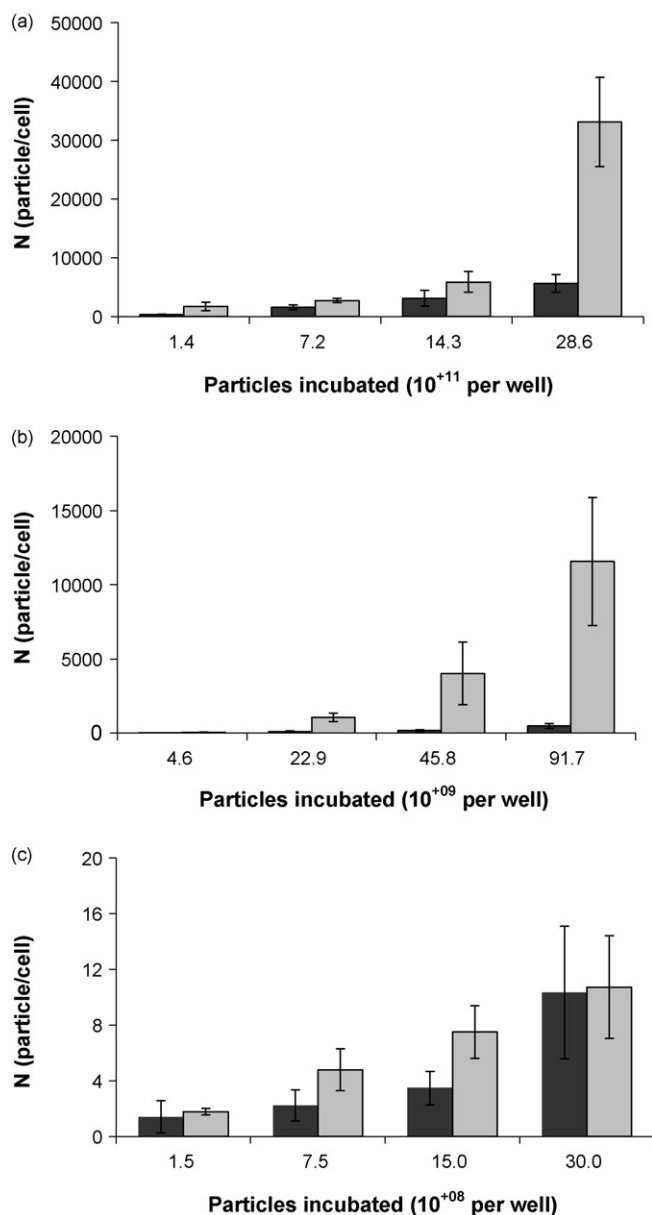 (a)
50000
40000
30000
20000
10000
0
N (particle/cell)
1.4 7.2 14.3 28.6
Particles incubated (10+11 per well)
(b)
20000
15000
10000
5000
0
N (particle/cell)
4.6 22.9 45.8 91.7
Particles incubated (10+09 per well)
(c)
20
16
12
8
4
0
N (particle/cell)
1.5 7.5 15.0 30.0
Particles incubated (10+08 per well)